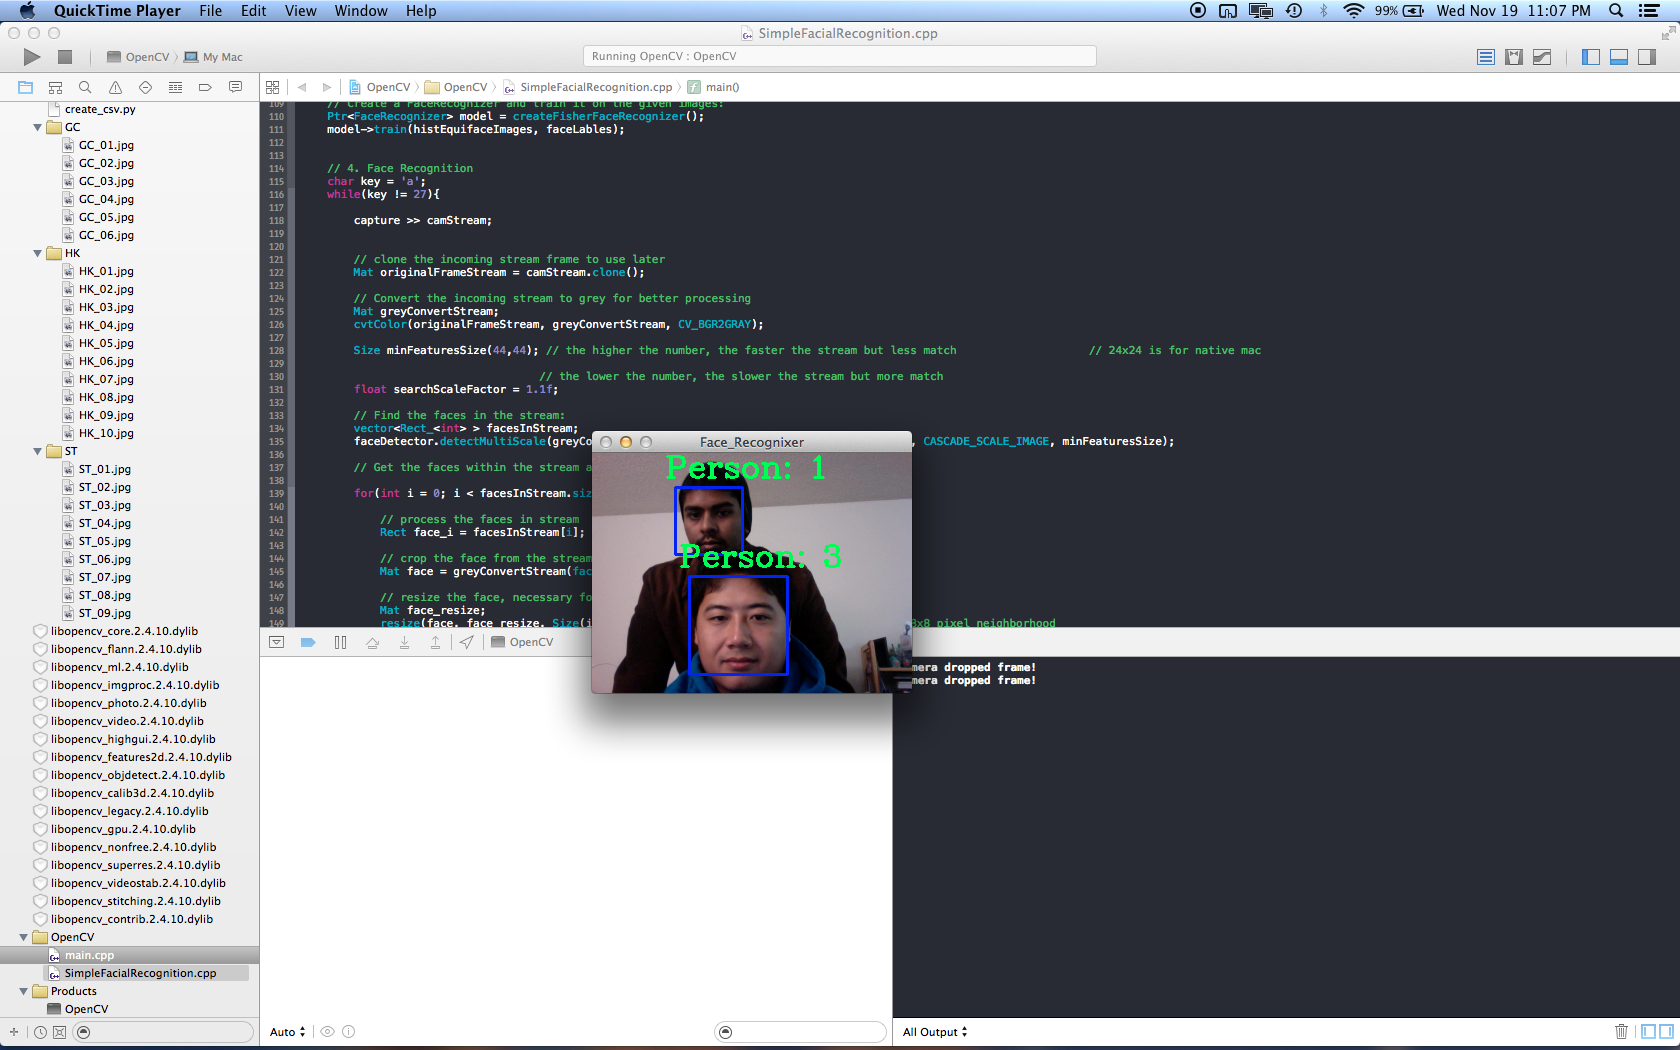 QuickTime Player File Edit View Window Help 99% Wed Nov 19 11:07 PM
SimpleFacialRecognition.cpp
OpenCV My Mac
Running OpenCV : OpenCV
OpenCV OpenCV SimpleFacialRecognition.cpp main()
create_csv.py
GC
GC_01.jpg
GC_02.jpg
GC_03.jpg
GC_04.jpg
GC_05.jpg
GC_06.jpg
HK
HK_01.jpg
HK_02.jpg
HK_03.jpg
HK_04.jpg
HK_05.jpg
HK_06.jpg
HK_07.jpg
HK_08.jpg
HK_09.jpg
HK_10.jpg
ST
ST_01.jpg
ST_02.jpg
ST_03.jpg
ST_04.jpg
ST_05.jpg
ST_06.jpg
ST_07.jpg
ST_08.jpg
ST_09.jpg
libopencv_core.2.4.10.dylib
libopencv_flann.2.4.10.dylib
libopencv_ml.2.4.10.dylib
libopencv_imgproc.2.4.10.dylib
libopencv_photo.2.4.10.dylib
libopencv_video.2.4.10.dylib
libopencv_highgui.2.4.10.dylib
libopencv_features2d.2.4.10.dylib
libopencv_objdetect.2.4.10.dylib
libopencv_calib3d.2.4.10.dylib
libopencv_legacy.2.4.10.dylib
libopencv_gpu.2.4.10.dylib
libopencv_nonfree.2.4.10.dylib
libopencv_superres.2.4.10.dylib
libopencv_videostab.2.4.10.dylib
libopencv_stitching.2.4.10.dylib
libopencv_contrib.2.4.10.dylib
OpenCV
main.cpp
SimpleFacialRecognition.cpp
Products
OpenCV
109 // Create a FaceRecognizer and train it on the given images:
110 Ptr<FaceRecognizer> model = createFisherFaceRecognizer();
111 model->train(histEquifaceImages, faceLables);
112
113
114 // 4. Face Recognition
115 char key = 'a';
116 while(key != 27){
117
118 capture >> camStream;
119
120
121 // clone the incoming stream frame to use later
122 Mat originalFrameStream = camStream.clone();
123
124 // Convert the incoming stream to grey for better processing
125 Mat greyConvertStream;
126 cvtColor(originalFrameStream, greyConvertStream, CV_BGR2GRAY);
127
128 Size minFeaturesSize(44,44); // the higher the number, the faster the stream but less match // 24x24 is for native mac
129
130 // the lower the number, the slower the stream but more match
131 float searchScaleFactor = 1.1f;
132
133 // Find the faces in the stream:
134 vector<Rect_<int> > facesInStream;
135 faceDetector.detectMultiScale(greyCo , CASCADE_SCALE_IMAGE, minFeaturesSize);
136
137 // Get the faces within the stream a
138
139 for(int i = 0; i < facesInStream.siz
140
141 // process the faces in stream
142 Rect face_i = facesInStream[i];
143
144 // crop the face from the stream
145 Mat face = greyConvertStream(fac
146
147 // resize the face, necessary fo
148 Mat face_resize;
149 resize(face, face_resize, Size(i 8x8 pixel neighborhood
Face_Recognixer
Person: 1
Person: 3
OpenCV
mera dropped frame!
mera dropped frame!
Auto
All Output